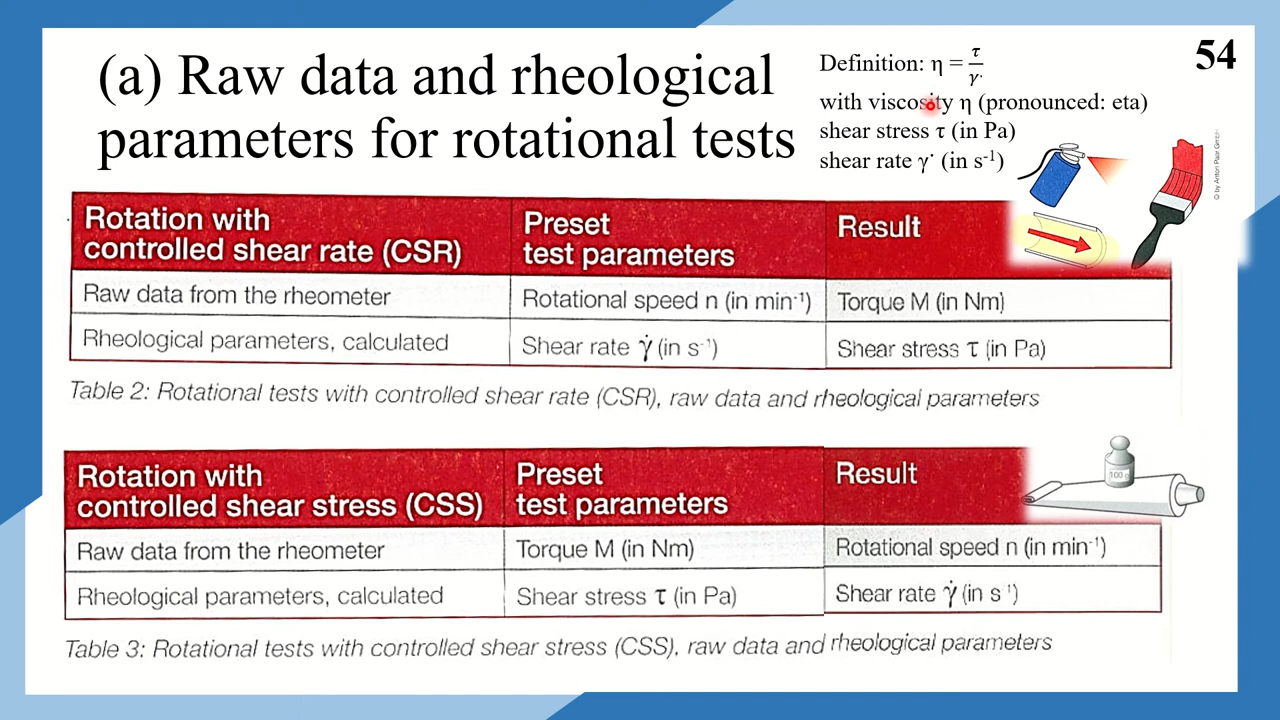 (a) Raw data and rheological
parameters for rotational tests
Definition: η = τ/γ˙
with viscosity η (pronounced: eta)
shear stress τ (in Pa)
shear rate γ˙ (in s⁻¹)
54
© by Anton Paar GmbH
Rotation with
controlled shear rate (CSR)
Preset
test parameters
Result
Raw data from the rheometer
Rotational speed n (in min⁻¹)
Torque M (in Nm)
Rheological parameters, calculated
Shear rate γ̇ (in s⁻¹)
Shear stress τ (in Pa)
Table 2: Rotational tests with controlled shear rate (CSR), raw data and rheological parameters
Rotation with
controlled shear stress (CSS)
Preset
test parameters
Result
100 g
Raw data from the rheometer
Torque M (in Nm)
Rotational speed n (in min⁻¹)
Rheological parameters, calculated
Shear stress τ (in Pa)
Shear rate γ̇ (in s⁻¹)
Table 3: Rotational tests with controlled shear stress (CSS), raw data and rheological parameters